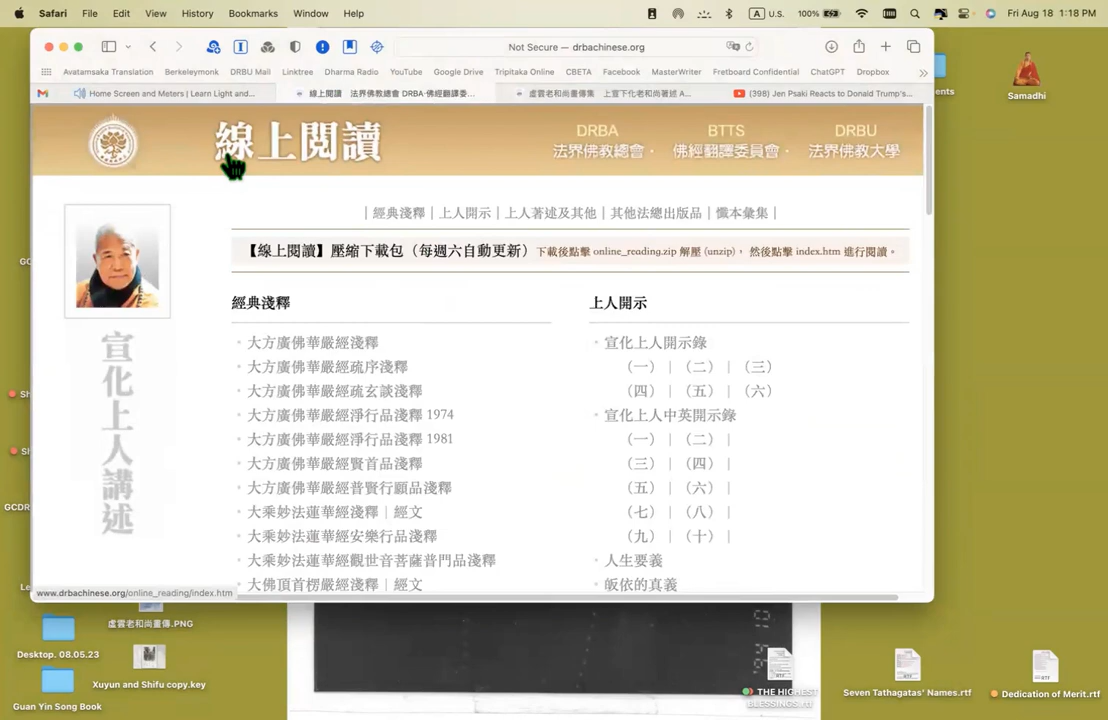 Safari File Edit View History Bookmarks Window Help
A U.S. 100% Fri Aug 18 1:18 PM
Not Secure — drbachinese.org
Avatamsaka Translation Berkeleymonk DRBU Mail Linktree Dharma Radio YouTube Google Drive Tripitaka Online CBETA Facebook MasterWriter Fretboard Confidential ChatGPT Dropbox
Home Screen and Meters | Learn Light and...
線上閱讀 法界佛教總會 DRBA·佛經翻譯委...
虛雲老和尚畫傳集 上宣下化老和尚著述 A...
(398) Jen Psaki Reacts to Donald Trump's...
線上閱讀
DRBA BTTS DRBU
法界佛教總會 · 佛經翻譯委員會 · 法界佛教大學
| 經典淺釋 | 上人開示 | 上人著述及其他 | 其他法總出版品 | 懺本彙集 |
【線上閱讀】壓縮下載包（每週六自動更新） 下載後點擊 online_reading.zip 解壓 (unzip)， 然後點擊 index.htm 進行閱讀。
宣化上人講述
經典淺釋
大方廣佛華嚴經淺釋
大方廣佛華嚴經疏序淺釋
大方廣佛華嚴經疏玄談淺釋
大方廣佛華嚴經淨行品淺釋 1974
大方廣佛華嚴經淨行品淺釋 1981
大方廣佛華嚴經賢首品淺釋
大方廣佛華嚴經普賢行願品淺釋
大乘妙法蓮華經淺釋 | 經文
大乘妙法蓮華經安樂行品淺釋
大乘妙法蓮華經觀世音菩薩普門品淺釋
大佛頂首楞嚴經淺釋 | 經文
上人開示
宣化上人開示錄
（一） | （二） | （三）
（四） | （五） | （六）
宣化上人中英開示錄
（一） | （二） |
（三） | （四） |
（五） | （六） |
（七） | （八） |
（九） | （十） |
人生要義
皈依的真義
www.drbachinese.org/online_reading/index.htm
ents
Samadhi
GC
Sh
Sh
GCDR
Le
虛雲老和尚畫傳.PNG
Desktop. 08.05.23
Xuyun and Shifu copy.key
Guan Yin Song Book
THE HIGHEST
BLESSINGS.rtf
Seven Tathagatas' Names.rtf
Dedication of Merit.rtf